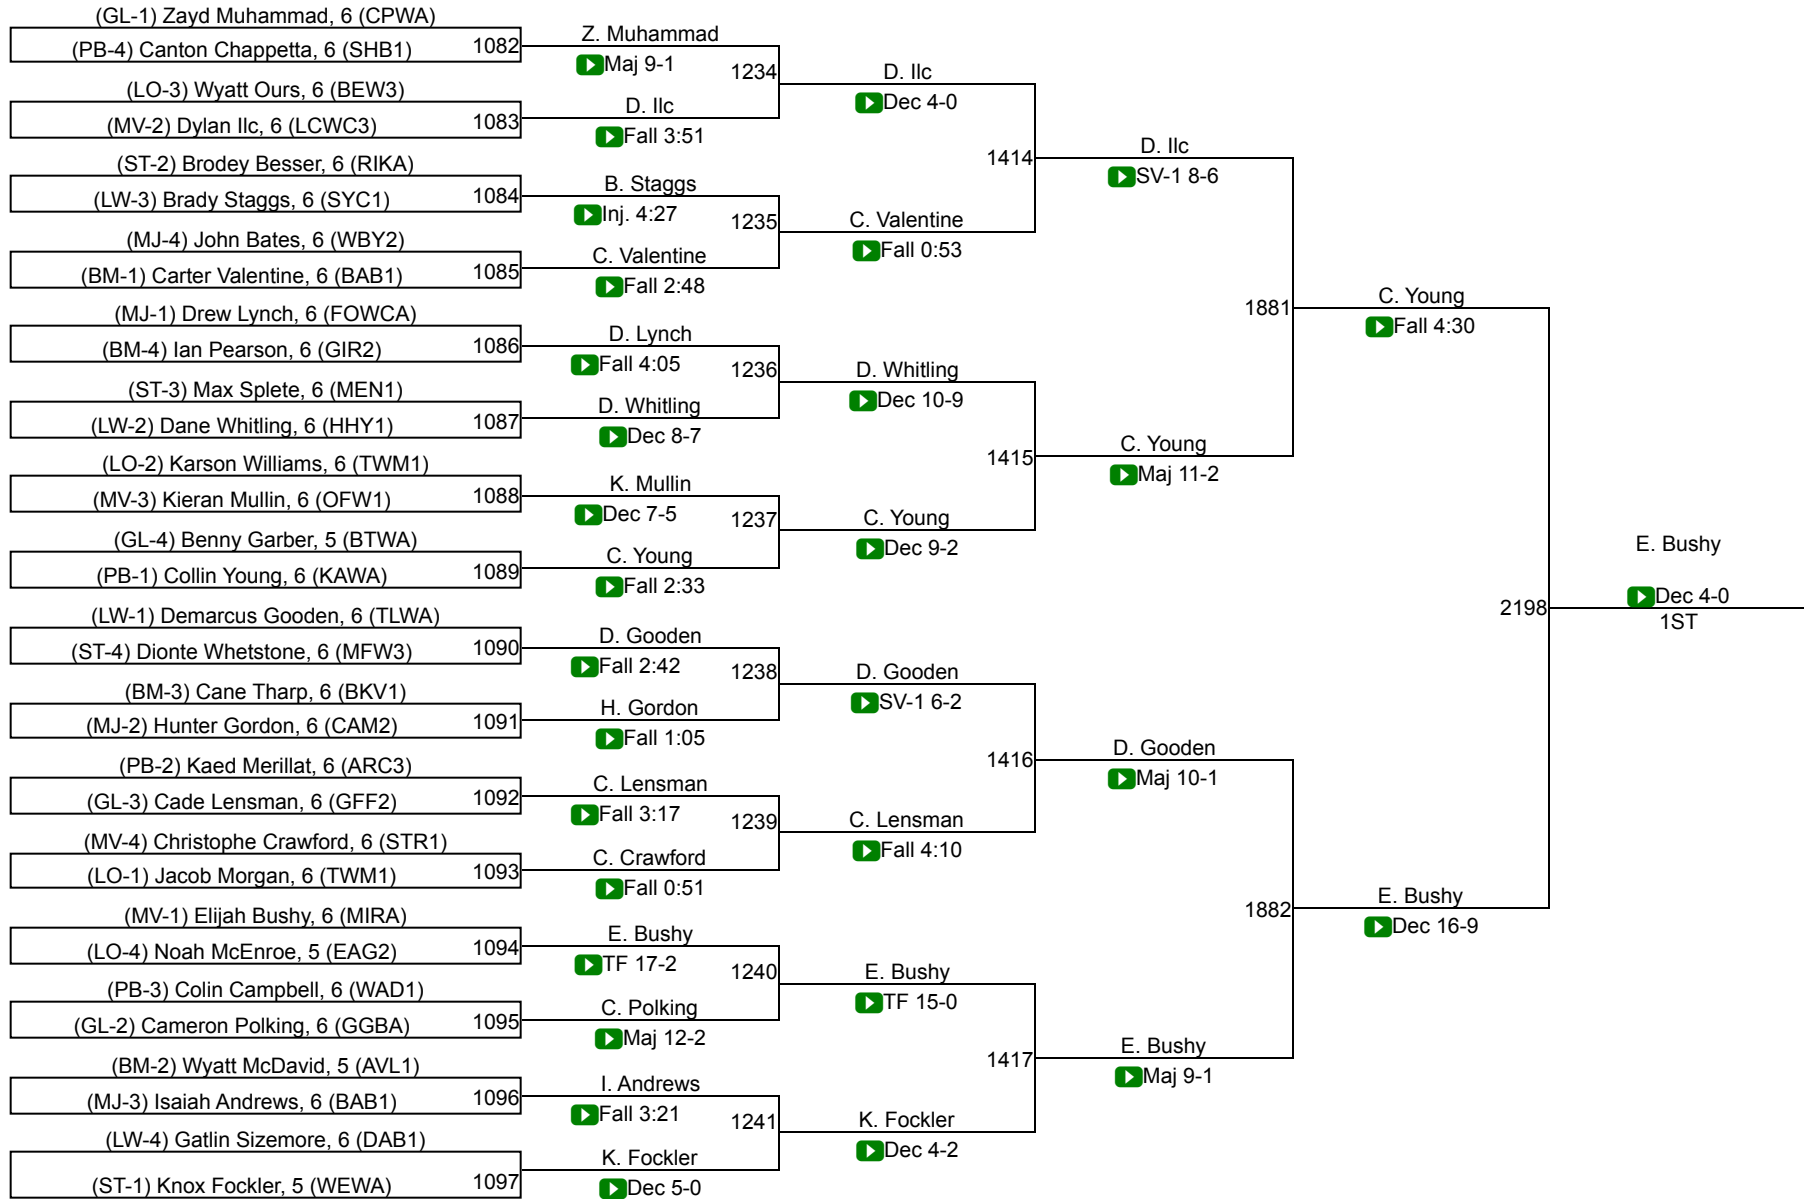 (GL-1) Zayd Muhammad, 6 (CPWA)
(PB-4) Canton Chappetta, 6 (SHB1)
1082
(LO-3) Wyatt Ours, 6 (BEW3)
(MV-2) Dylan Ilc, 6 (LCWC3)
1083
(ST-2) Brodey Besser, 6 (RIKA)
(LW-3) Brady Staggs, 6 (SYC1)
1084
(MJ-4) John Bates, 6 (WBY2)
(BM-1) Carter Valentine, 6 (BAB1)
1085
(MJ-1) Drew Lynch, 6 (FOWCA)
(BM-4) Ian Pearson, 6 (GIR2)
1086
(ST-3) Max Splete, 6 (MEN1)
(LW-2) Dane Whitling, 6 (HHY1)
1087
(LO-2) Karson Williams, 6 (TWM1)
(MV-3) Kieran Mullin, 6 (OFW1)
1088
(GL-4) Benny Garber, 5 (BTWA)
(PB-1) Collin Young, 6 (KAWA)
1089
(LW-1) Demarcus Gooden, 6 (TLWA)
(ST-4) Dionte Whetstone, 6 (MFW3)
1090
(BM-3) Cane Tharp, 6 (BKV1)
(MJ-2) Hunter Gordon, 6 (CAM2)
1091
(PB-2) Kaed Merillat, 6 (ARC3)
(GL-3) Cade Lensman, 6 (GFF2)
1092
(MV-4) Christophe Crawford, 6 (STR1)
(LO-1) Jacob Morgan, 6 (TWM1)
1093
(MV-1) Elijah Bushy, 6 (MIRA)
(LO-4) Noah McEnroe, 5 (EAG2)
1094
(PB-3) Colin Campbell, 6 (WAD1)
(GL-2) Cameron Polking, 6 (GGBA)
1095
(BM-2) Wyatt McDavid, 5 (AVL1)
(MJ-3) Isaiah Andrews, 6 (BAB1)
1096
(LW-4) Gatlin Sizemore, 6 (DAB1)
(ST-1) Knox Fockler, 5 (WEWA)
1097
Z. Muhammad
Maj 9-1
1234
D. Ilc
Fall 3:51
B. Staggs
Inj. 4:27
1235
C. Valentine
Fall 2:48
D. Lynch
Fall 4:05
1236
D. Whitling
Dec 8-7
K. Mullin
Dec 7-5
1237
C. Young
Fall 2:33
D. Gooden
Fall 2:42
1238
H. Gordon
Fall 1:05
C. Lensman
Fall 3:17
1239
C. Crawford
Fall 0:51
E. Bushy
TF 17-2
1240
C. Polking
Maj 12-2
I. Andrews
Fall 3:21
1241
K. Fockler
Dec 5-0
D. Ilc
Dec 4-0
1414
C. Valentine
Fall 0:53
D. Whitling
Dec 10-9
1415
C. Young
Dec 9-2
D. Gooden
SV-1 6-2
1416
C. Lensman
Fall 4:10
E. Bushy
TF 15-0
1417
K. Fockler
Dec 4-2
D. Ilc
SV-1 8-6
1881
C. Young
Maj 11-2
D. Gooden
Maj 10-1
1882
E. Bushy
Maj 9-1
C. Young
Fall 4:30
2198
E. Bushy
Dec 16-9
E. Bushy
Dec 4-0
1ST